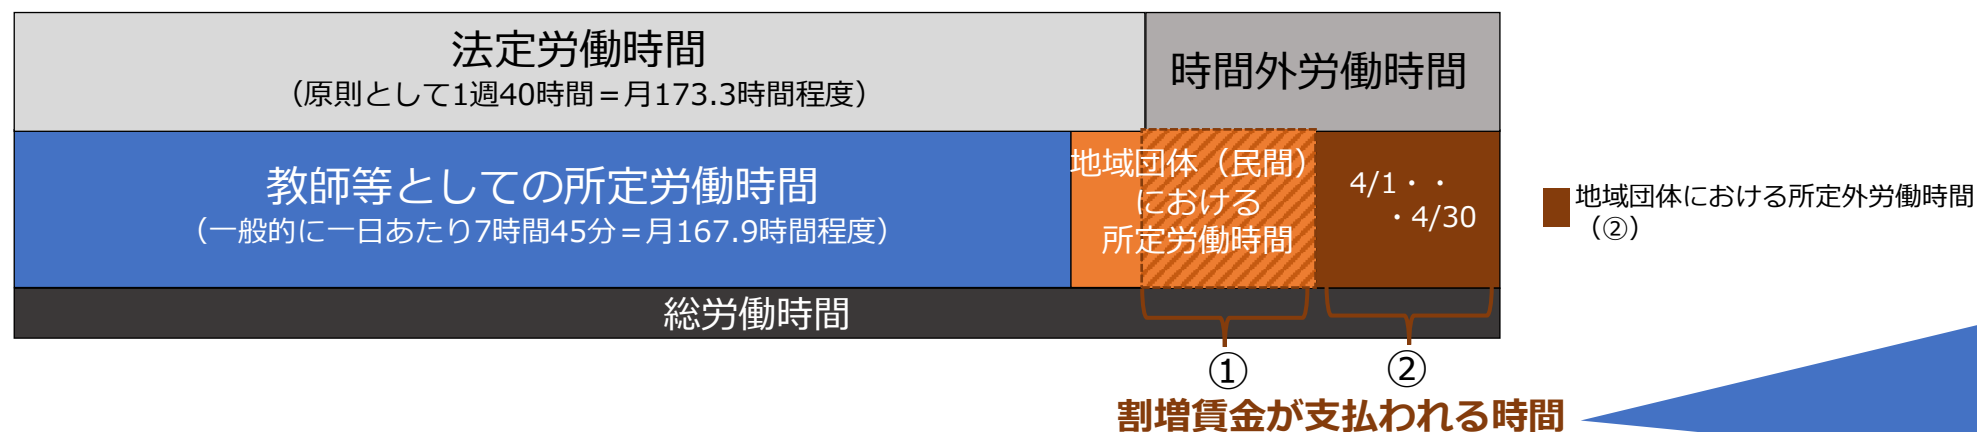 法定労働時間
（原則として1週40時間＝月173.3時間程度）
時間外労働時間
教師等としての所定労働時間
（一般的に一日あたり7時間45分＝月167.9時間程度）
地域団体（民間）
における
所定労働時間
4/1・・
・4/30
地域団体における所定外労働時間
（②）
総労働時間
①
②
割増賃金が支払われる時間